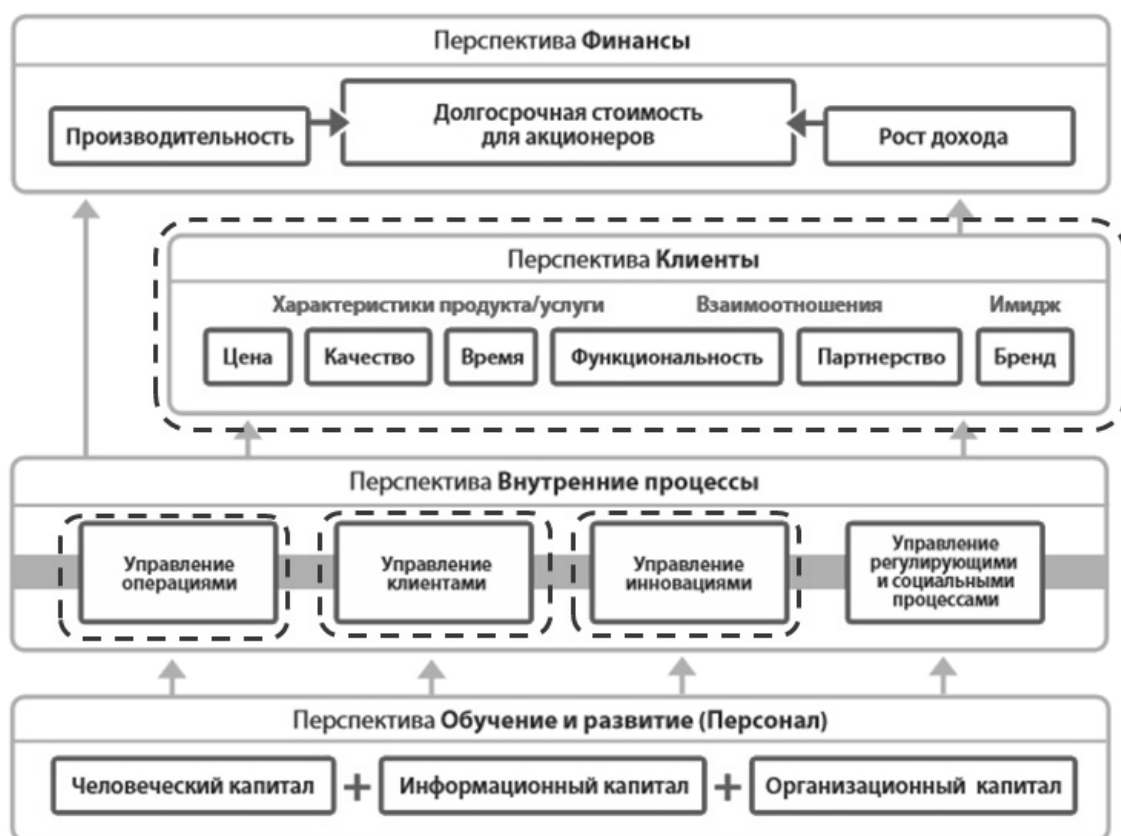 Перспектива Финансы
Производительность
Долгосрочная стоимость
для акционеров
Рост дохода
Перспектива Клиенты
Характеристики продукта/услуги
Взаимоотношения
Имидж
Цена
Качество
Время
Функциональность
Партнерство
Бренд
Перспектива Внутренние процессы
Управление
операциями
Управление
клиентами
Управление
инновациями
Управление
регулирующими
и социальными
процессами
Перспектива Обучение и развитие (Персонал)
Человеческий капитал
+
Информационный капитал
+
Организационный капитал